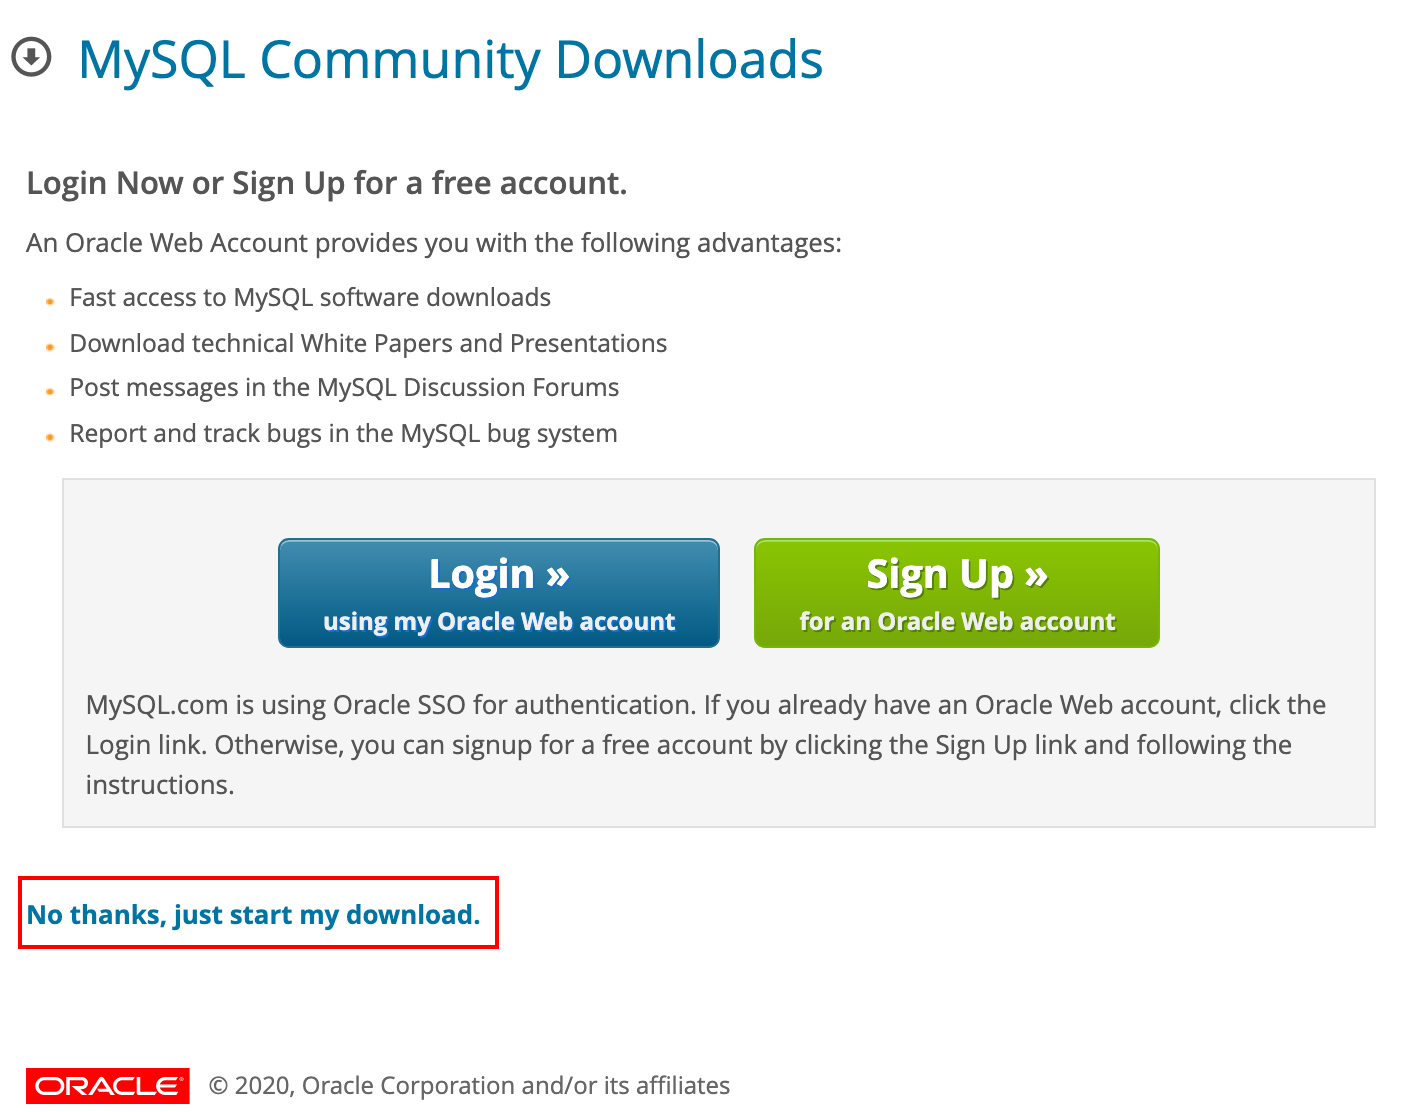 MySQL Community Downloads
Login Now or Sign Up for a free account.
An Oracle Web Account provides you with the following advantages:
Fast access to MySQL software downloads
Download technical White Papers and Presentations
Post messages in the MySQL Discussion Forums
Report and track bugs in the MySQL bug system
Login »
using my Oracle Web account
Sign Up »
for an Oracle Web account
MySQL.com is using Oracle SSO for authentication. If you already have an Oracle Web account, click the
Login link. Otherwise, you can signup for a free account by clicking the Sign Up link and following the
instructions.
No thanks, just start my download.
ORACLE® © 2020, Oracle Corporation and/or its affiliates